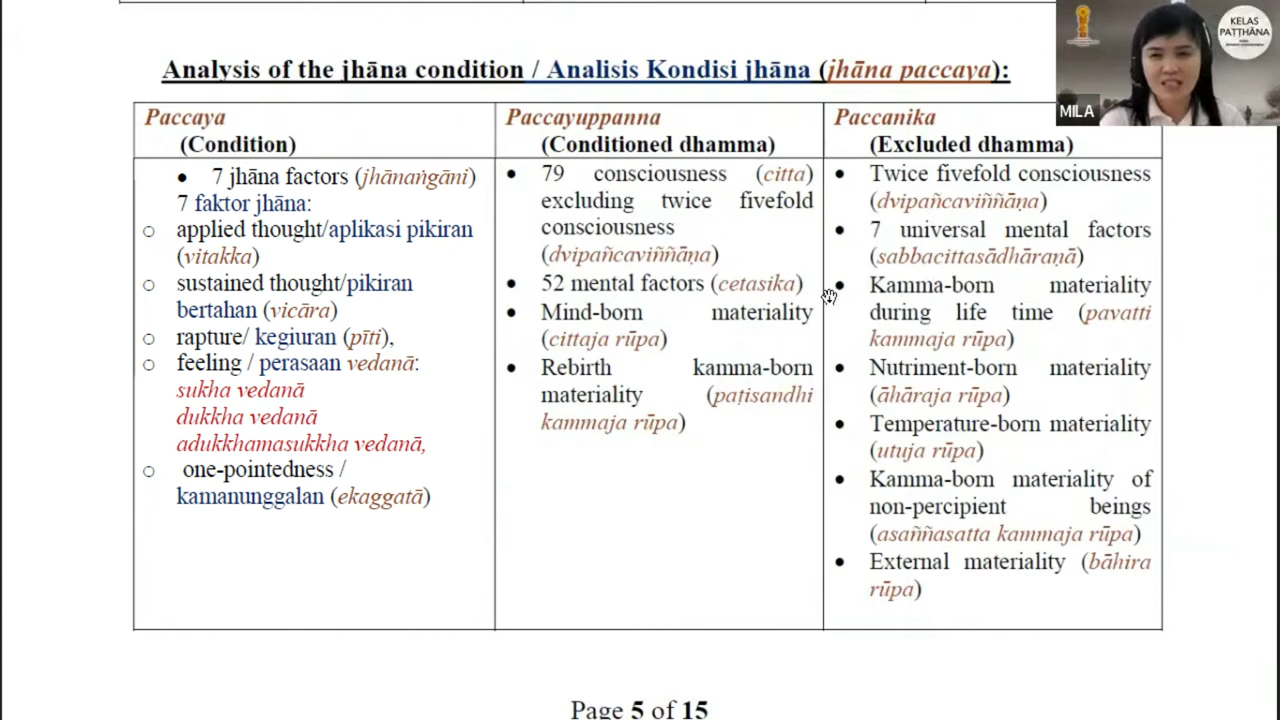 Analysis of the jhāna condition / Analisis Kondisi jhāna (jhāna paccaya):
Paccaya
(Condition)
• 7 jhāna factors (jhānaṅgāni)
7 faktor jhāna:
o applied thought/aplikasi pikiran
(vitakka)
o sustained thought/pikiran
bertahan (vicāra)
o rapture/ kegiuran (pīti),
o feeling / perasaan vedanā:
sukha vedanā
dukkha vedanā
adukkhamasukkha vedanā,
o one-pointedness /
kamanunggalan (ekaggatā)
Paccayuppanna
(Conditioned dhamma)
• 79 consciousness (citta)
excluding twice fivefold
consciousness
(dvipañcaviññāṇa)
• 52 mental factors (cetasika)
• Mind-born materiality
(cittaja rūpa)
• Rebirth kamma-born
materiality (paṭisandhi
kammaja rūpa)
Paccanika
(Excluded dhamma)
• Twice fivefold consciousness
(dvipañcaviññāṇa)
• 7 universal mental factors
(sabbacittasādhāraṇā)
• Kamma-born materiality
during life time (pavatti
kammaja rūpa)
• Nutriment-born materiality
(āhāraja rūpa)
• Temperature-born materiality
(utuja rūpa)
• Kamma-born materiality of
non-percipient beings
(asaññasatta kammaja rūpa)
• External materiality (bāhira
rūpa)
Page 5 of 15
MILA
KELAS
PAṬṬHĀNA